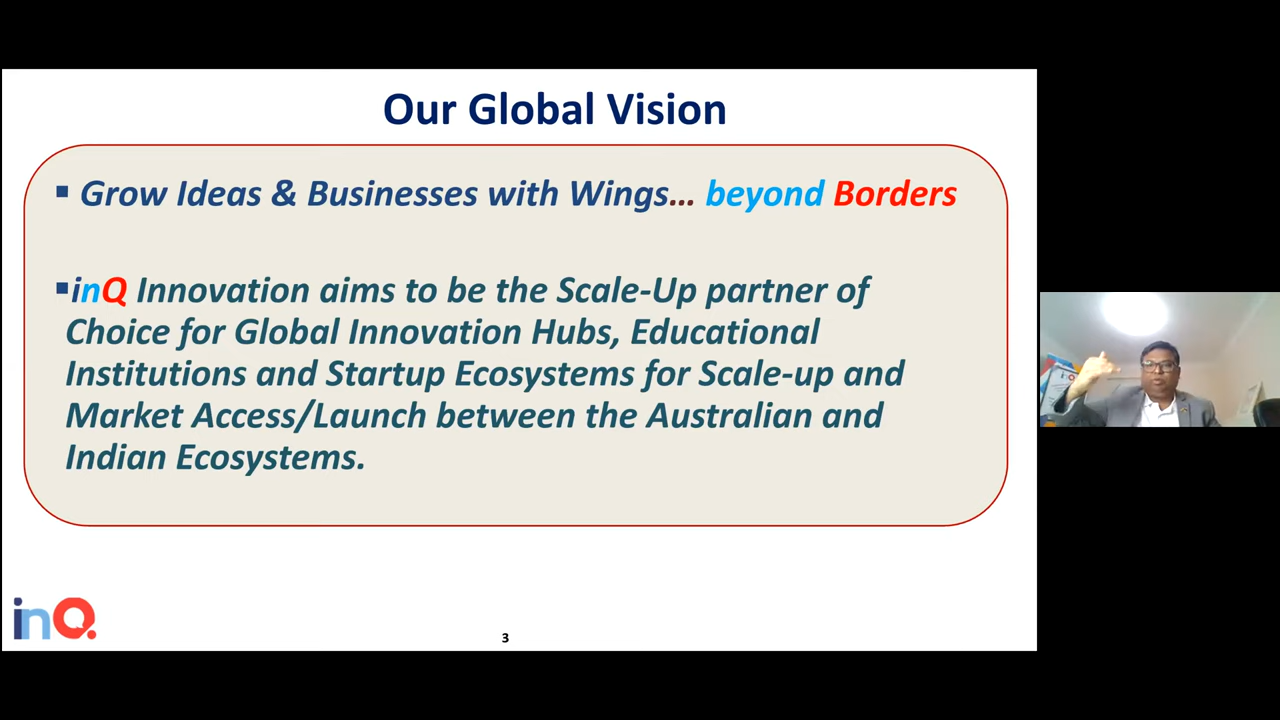 Our Global Vision
▪ Grow Ideas & Businesses with Wings… beyond Borders
▪inQ Innovation aims to be the Scale-Up partner of
Choice for Global Innovation Hubs, Educational
Institutions and Startup Ecosystems for Scale-up and
Market Access/Launch between the Australian and
Indian Ecosystems.
inQ
3
inQ